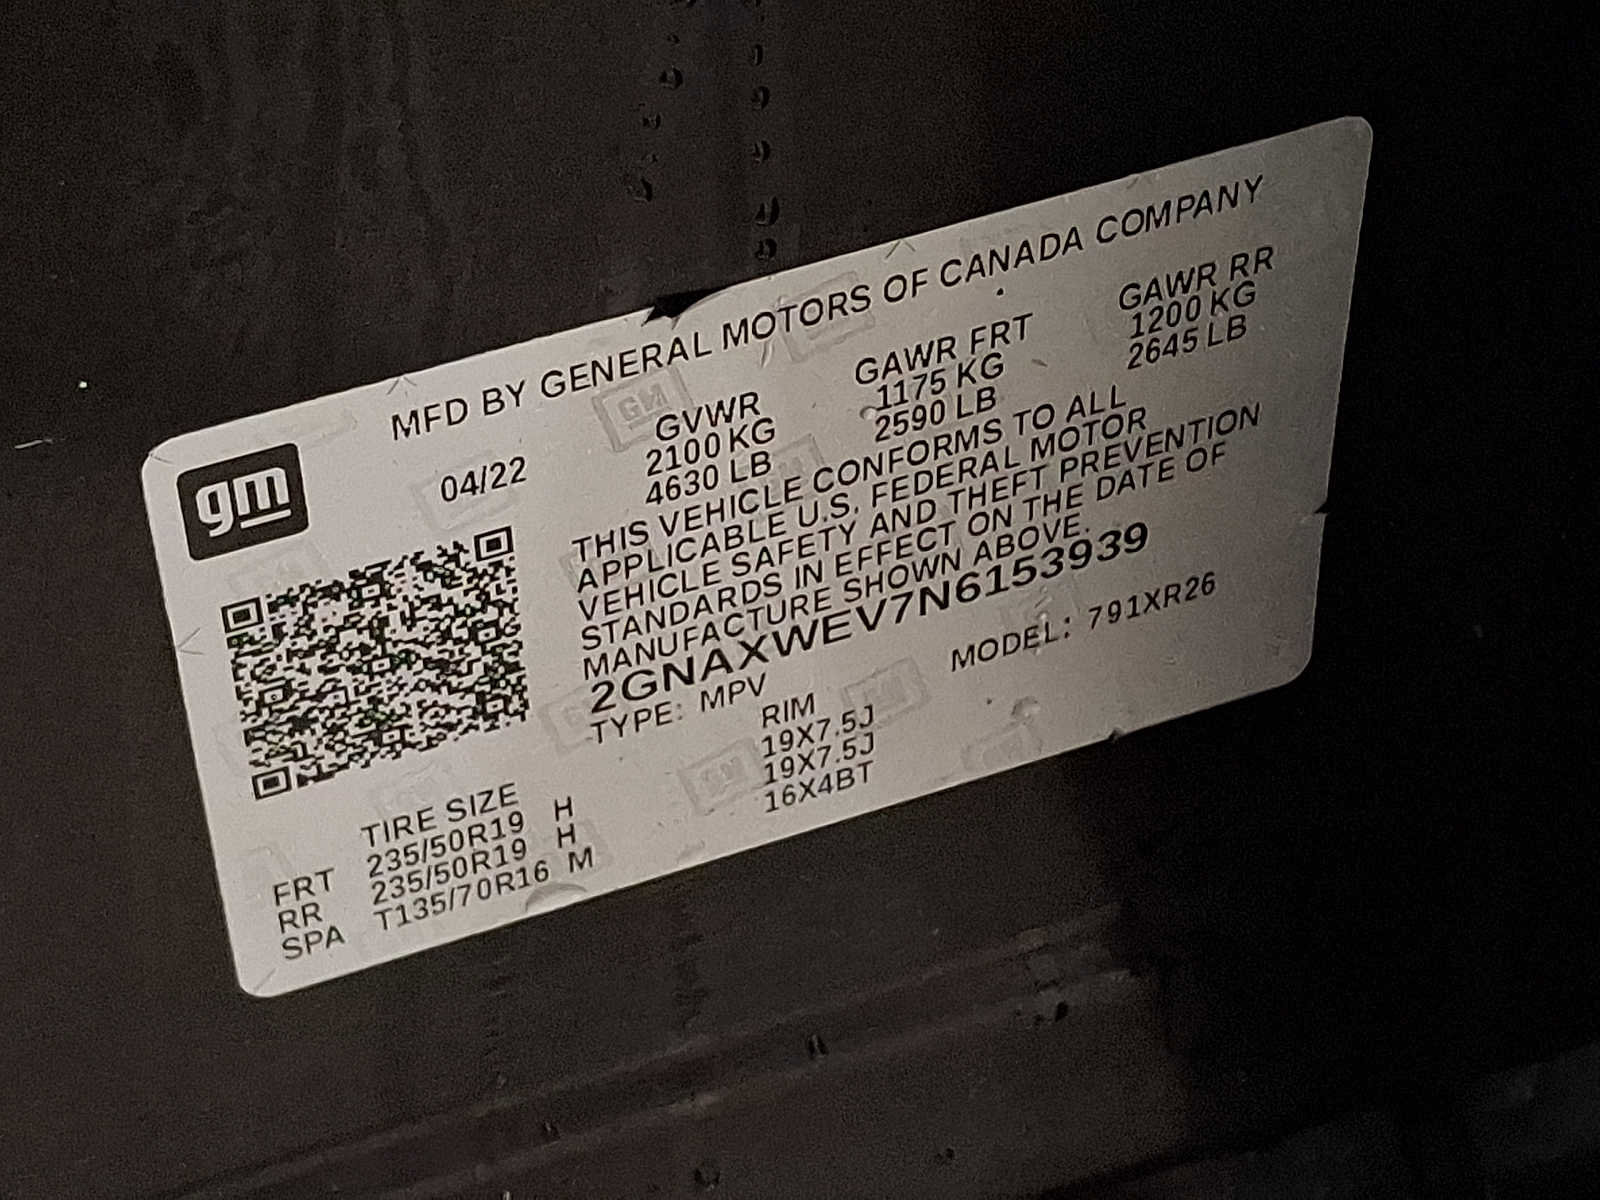 MFD BY GENERAL MOTORS OF CANADA COMPANY
gm
04/22
GVWR GAWR FRT GAWR RR
2100 KG 1175 KG 1200 KG
4630 LB 2590 LB 2645 LB
THIS VEHICLE CONFORMS TO ALL
APPLICABLE U.S. FEDERAL MOTOR
VEHICLE SAFETY AND THEFT PREVENTION
STANDARDS IN EFFECT ON THE DATE OF
MANUFACTURE SHOWN ABOVE.
2GNAXWEV7N6153939
TYPE: MPV MODEL: 791XR26
TIRE SIZE RIM
FRT 235/50R19 H 19X7.5J
RR 235/50R19 H 19X7.5J
SPA T135/70R16 M 16X4BT